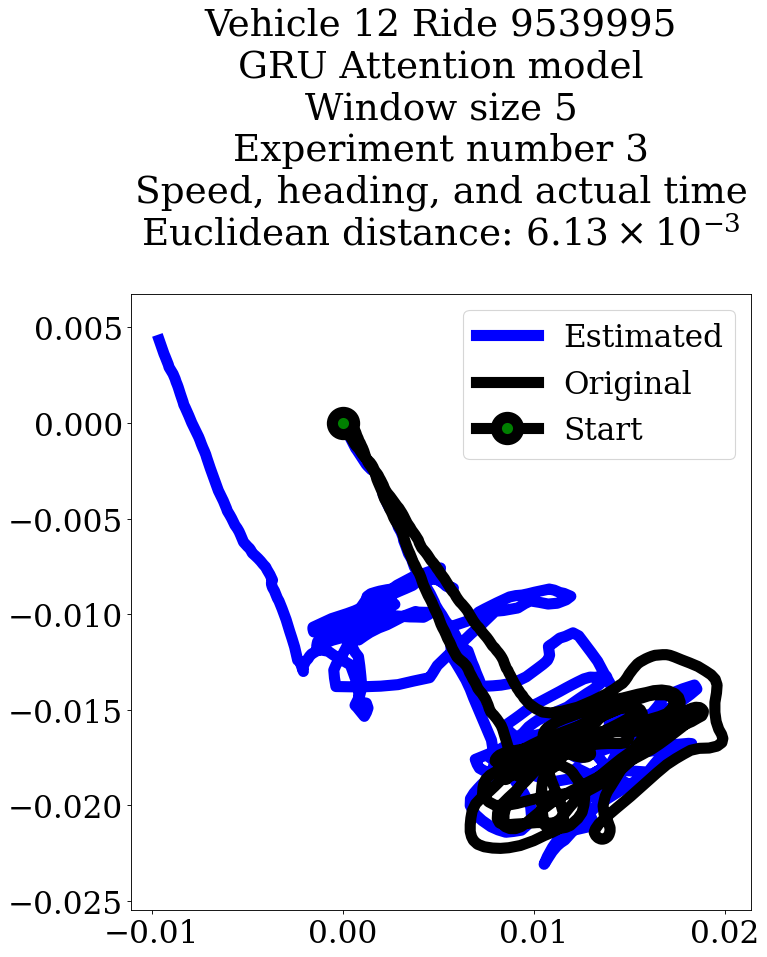 Vehicle 12 Ride 9539995
GRU Attention model
Window size 5
Experiment number 3
Speed, heading, and actual time
Euclidean distance: 6.13 × 10⁻³
Estimated
Original
Start
0.005
0.000
−0.005
−0.010
−0.015
−0.020
−0.025
−0.01
0.00
0.01
0.02